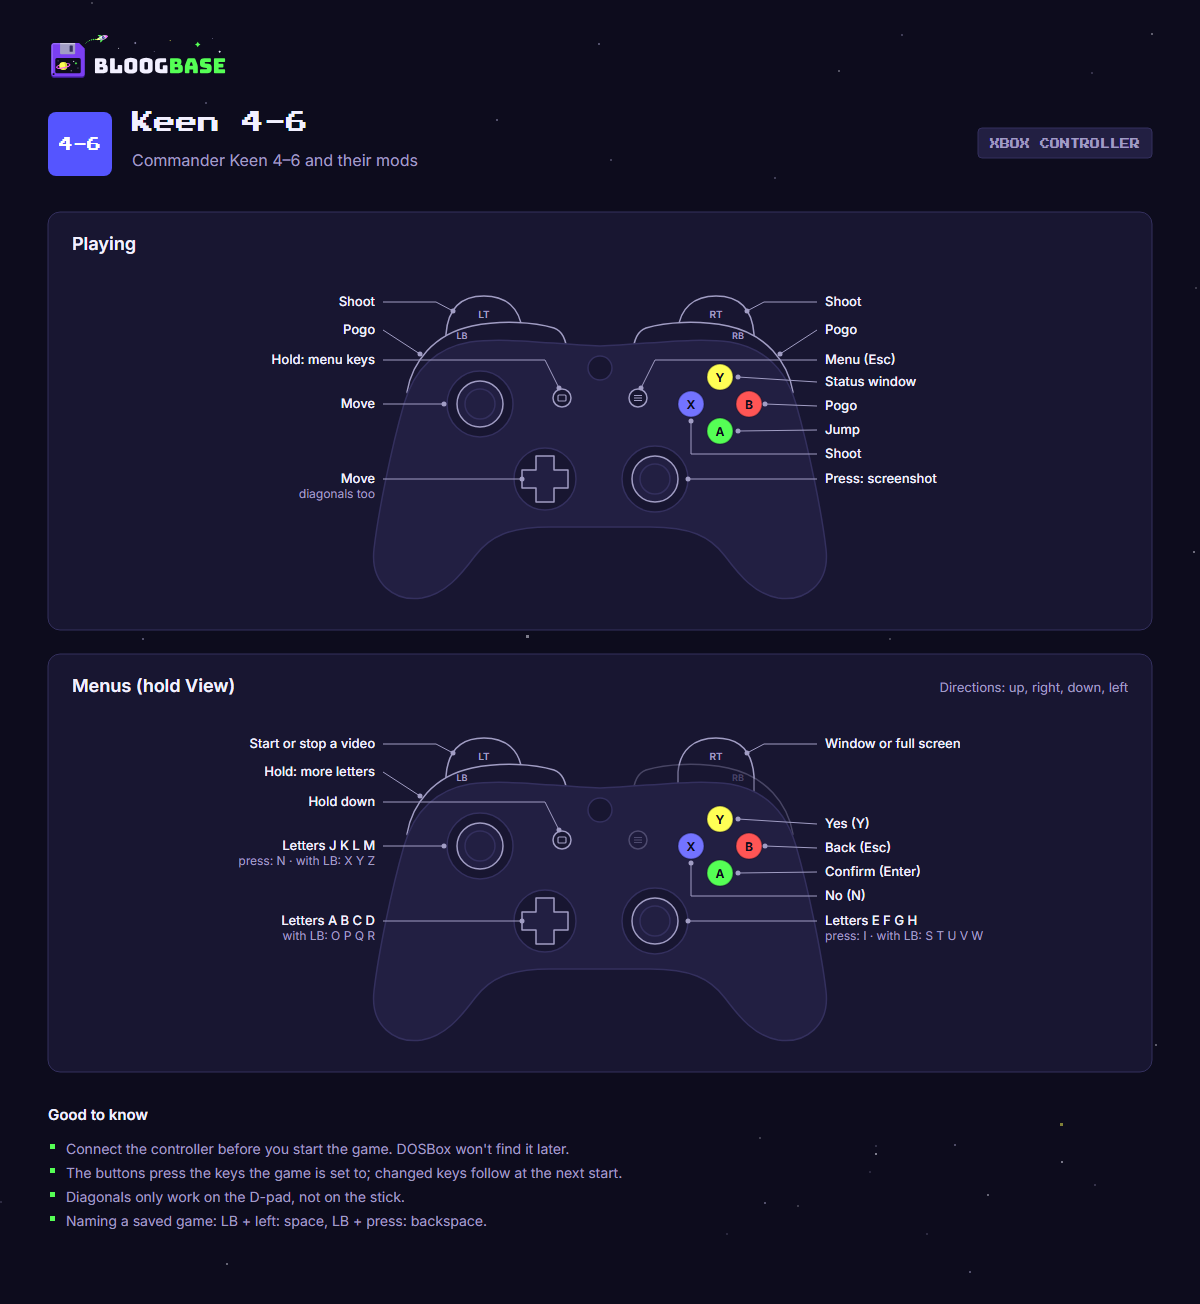 BLOOGBASE
4–6
Keen 4–6
Commander Keen 4–6 and their mods
XBOX CONTROLLER
Playing
Shoot
LT
RT
Shoot
Pogo
LB
RB
Pogo
Hold: menu keys
Menu (Esc)
Y
Status window
Move
X
B
Pogo
A
Jump
Shoot
Move
diagonals too
Press: screenshot
Menus (hold View)
Directions: up, right, down, left
Start or stop a video
LT
RT
Window or full screen
Hold: more letters
LB
RB
Hold down
Y
Yes (Y)
Letters J K L M
press: N · with LB: X Y Z
X
B
Back (Esc)
A
Confirm (Enter)
No (N)
Letters A B C D
with LB: O P Q R
Letters E F G H
press: I · with LB: S T U V W
Good to know
Connect the controller before you start the game. DOSBox won't find it later.
The buttons press the keys the game is set to; changed keys follow at the next start.
Diagonals only work on the D-pad, not on the stick.
Naming a saved game: LB + left: space, LB + press: backspace.